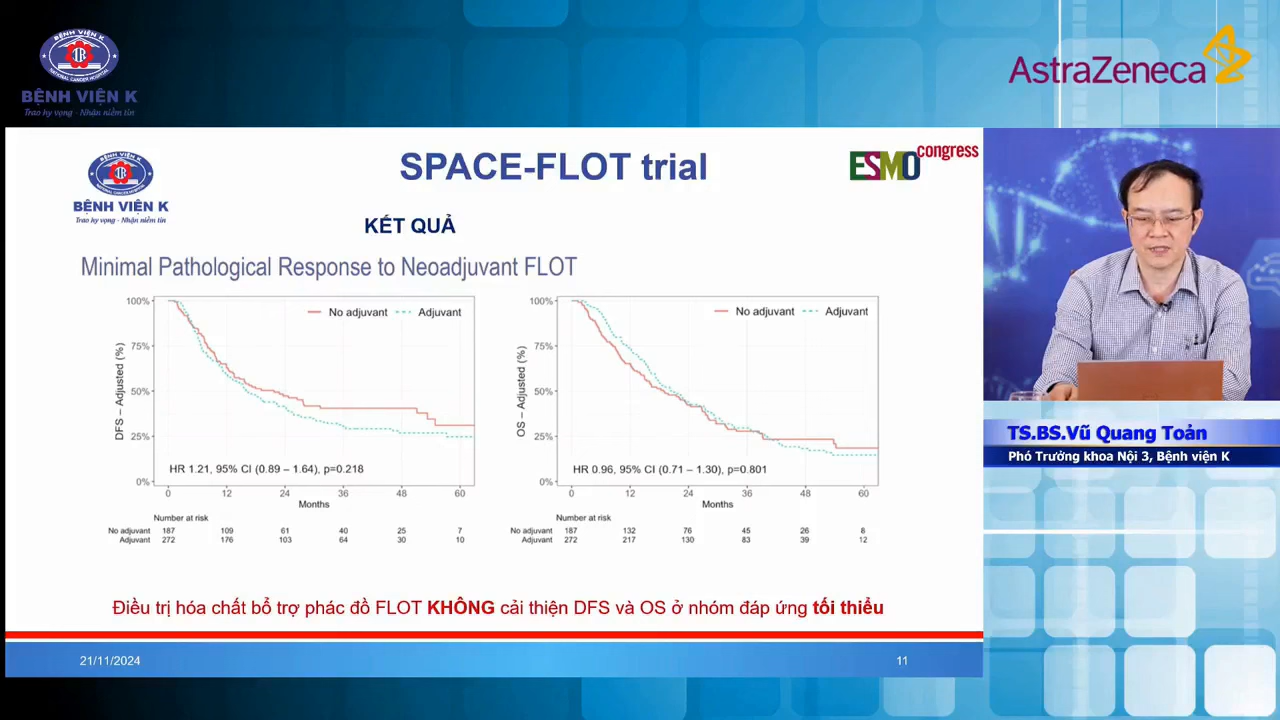 BỆNH VIỆN K
NATIONAL CANCER HOSPITAL
BỆNH VIỆN K
Trao hy vọng - Nhận niềm tin
AstraZeneca
BỆNH VIỆN K
BỆNH VIỆN K
Trao hy vọng - Nhận niềm tin
SPACE-FLOT trial
ESMO congress
KẾT QUẢ
Minimal Pathological Response to Neoadjuvant FLOT
No adjuvant Adjuvant
DFS – Adjusted (%)
100%
75%
50%
25%
0%
HR 1.21, 95% CI (0.89 – 1.64), p=0.218
0 12 24 36 48 60
Months
Number at risk
No adjuvant 187 109 61 40 25 7
Adjuvant 272 176 103 64 30 10
No adjuvant Adjuvant
OS – Adjusted (%)
100%
75%
50%
25%
0%
HR 0.96, 95% CI (0.71 – 1.30), p=0.801
0 12 24 36 48 60
Months
Number at risk
No adjuvant 187 132 76 45 26 8
Adjuvant 272 217 130 83 39 12
Điều trị hóa chất bổ trợ phác đồ FLOT KHÔNG cải thiện DFS và OS ở nhóm đáp ứng tối thiểu
21/11/2024
11
TS.BS.Vũ Quang Toản
Phó Trưởng khoa Nội 3, Bệnh viện K